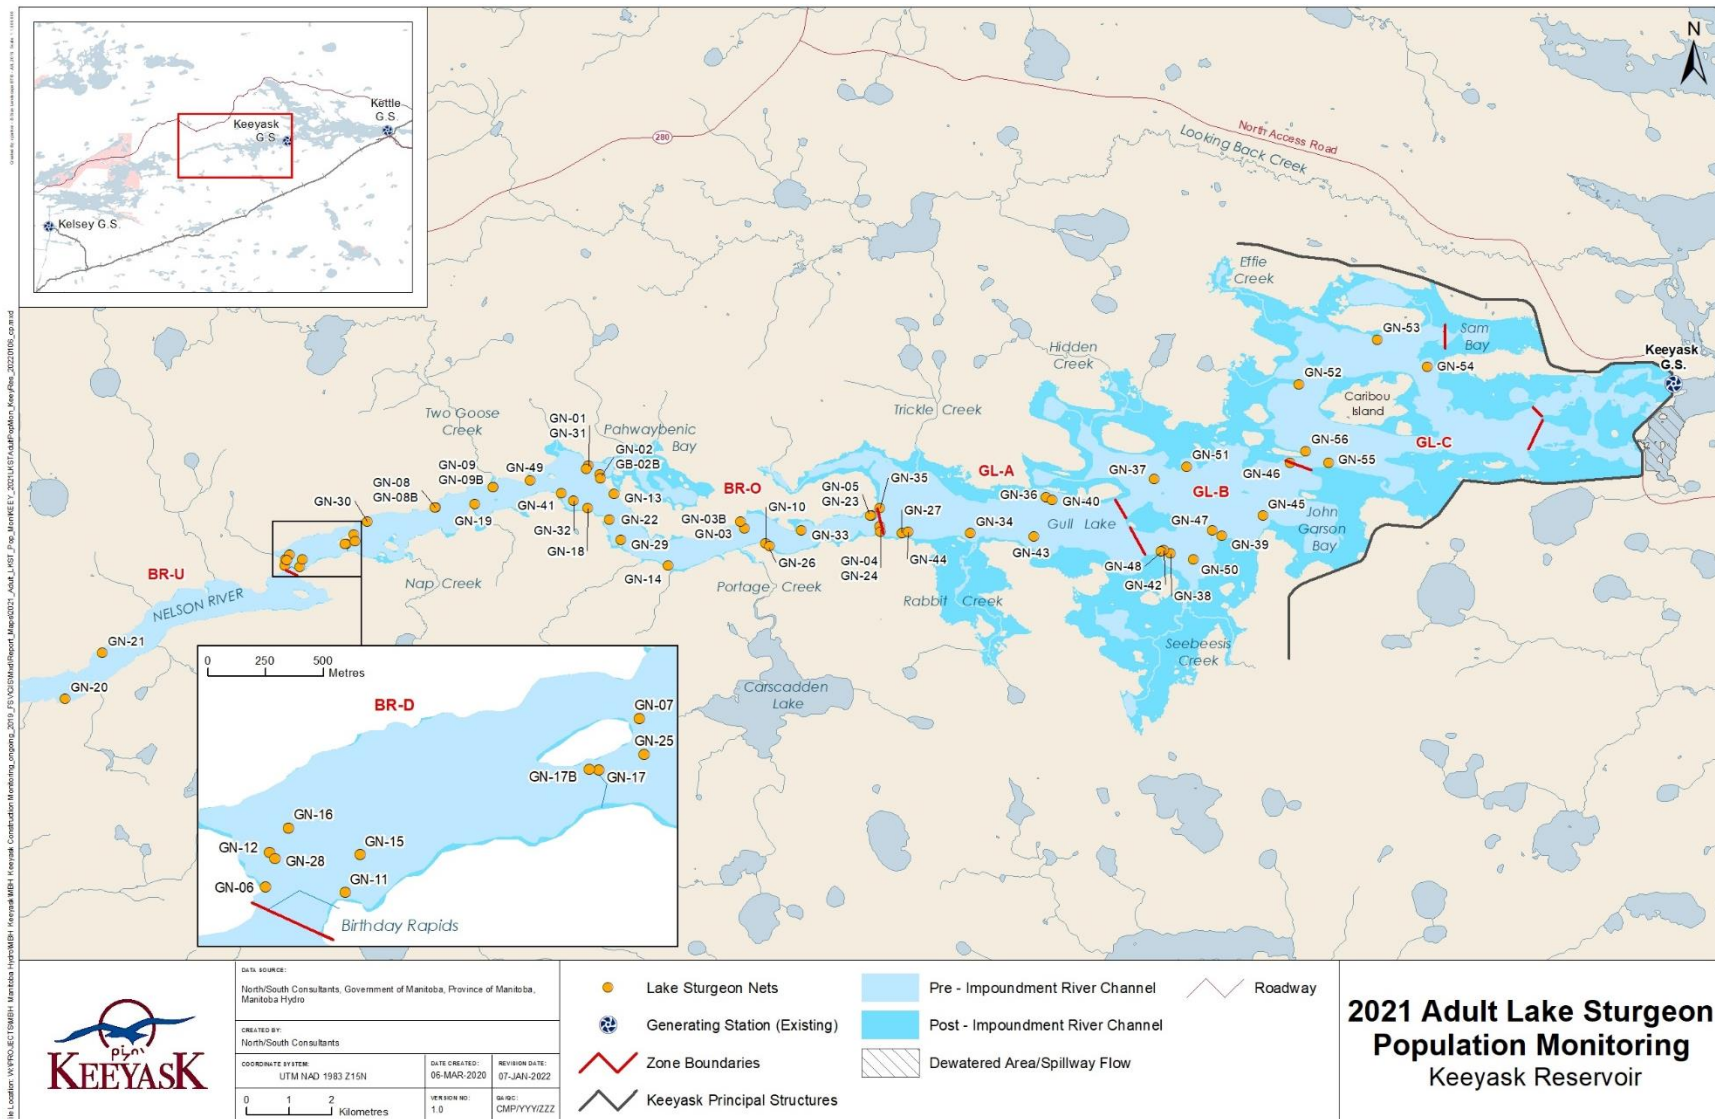 Kettle
G.S.
Keeyask
G.S.
Kelsey G.S.
N
280
North Access Road
Looking Back Creek
Effie
Creek
Sam
Bay
GN-53
Keeyask
G.S.
GN-54
GN-52
Caribou
Island
Hidden
Creek
Trickle Creek
Two Goose
Creek
Pahwaybenic
Bay
GN-01
GN-31
GN-02
GB-02B
GN-56
GL-C
GN-55
GN-46
GN-51
GN-37
GL-B
GL-A
GN-35
GN-36
GN-40
Gull Lake
GN-45
John
Garson
Bay
GN-47
GN-39
GN-09
GN-09B
GN-49
GN-08
GN-08B
GN-30
GN-19
GN-41
GN-32
GN-18
GN-13
GN-22
GN-29
GN-14
BR-O
GN-03B
GN-03
GN-10
GN-33
GN-26
GN-05
GN-23
GN-27
GN-34
GN-04
GN-24
GN-44
GN-43
GN-48
GN-42
GN-38
GN-50
BR-U
NELSON RIVER
Nap Creek
Portage Creek
Rabbit Creek
Seebeesis
Creek
GN-21
GN-20
Carscadden
Lake
0 250 500
Metres
BR-D
GN-07
GN-25
GN-17B
GN-17
GN-16
GN-12
GN-28
GN-15
GN-06
GN-11
Birthday Rapids
KEEYASK
DATA SOURCE:
North/South Consultants, Government of Manitoba, Province of Manitoba,
Manitoba Hydro
CREATED BY:
North/South Consultants
COORDINATE SYSTEM:
UTM NAD 1983 Z15N
DATE CREATED:
06-MAR-2020
REVISION DATE:
07-JAN-2022
0 1 2
Kilometres
VERSION NO:
1.0
QA/QC:
CMP/YYY/ZZZ
Lake Sturgeon Nets
Generating Station (Existing)
Zone Boundaries
Keeyask Principal Structures
Pre - Impoundment River Channel
Post - Impoundment River Channel
Dewatered Area/Spillway Flow
Roadway
2021 Adult Lake Sturgeon
Population Monitoring
Keeyask Reservoir